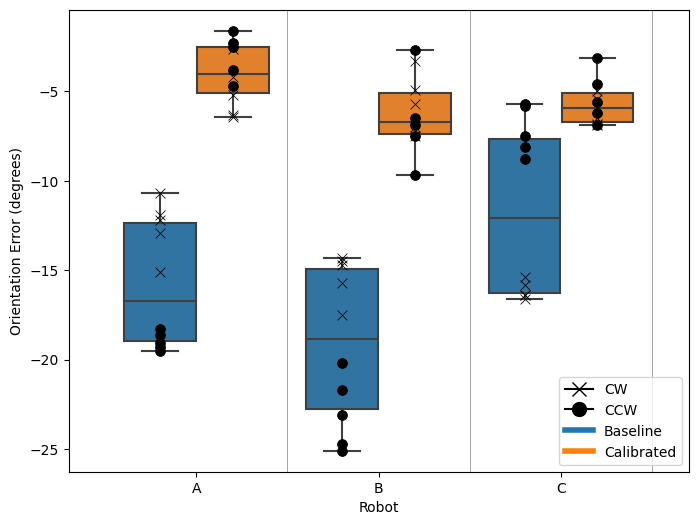 Orientation Error (degrees)
−5
−10
−15
−20
−25
A
B
C
Robot
CW
CCW
Baseline
Calibrated